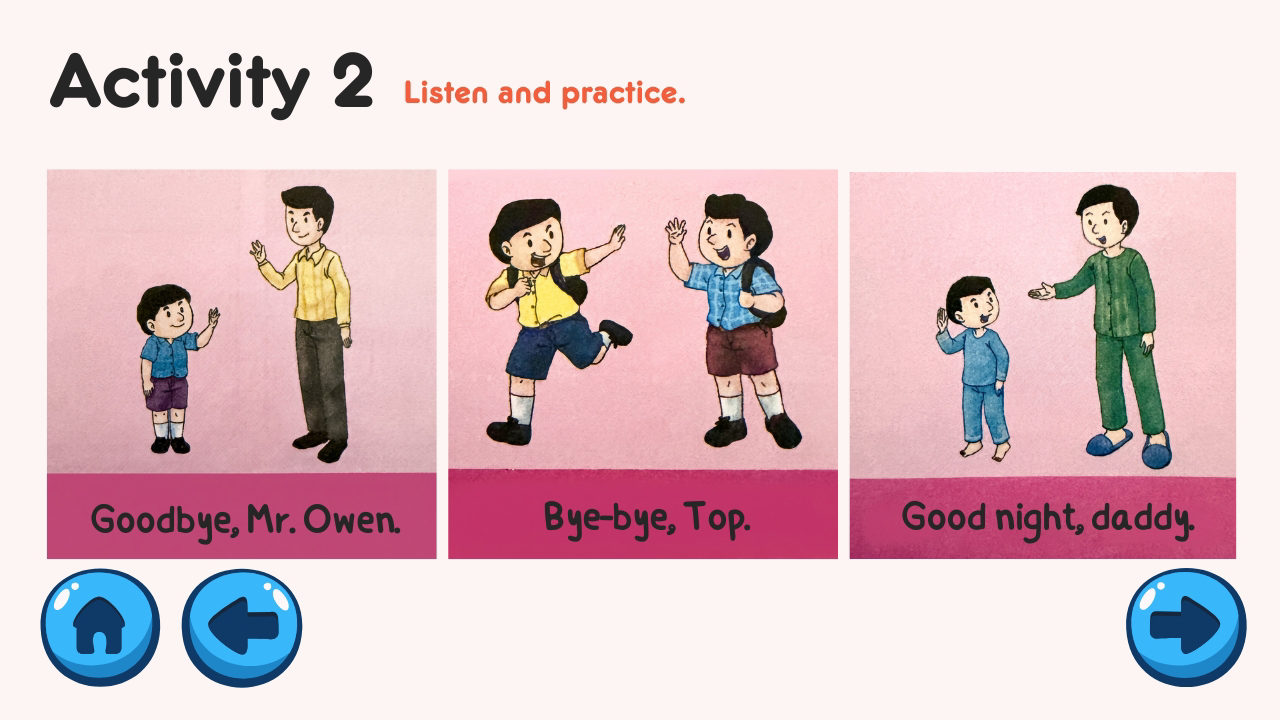 Activity 2
Listen and practice.
Goodbye, Mr. Owen.
Bye-bye, Top.
Good night, daddy.